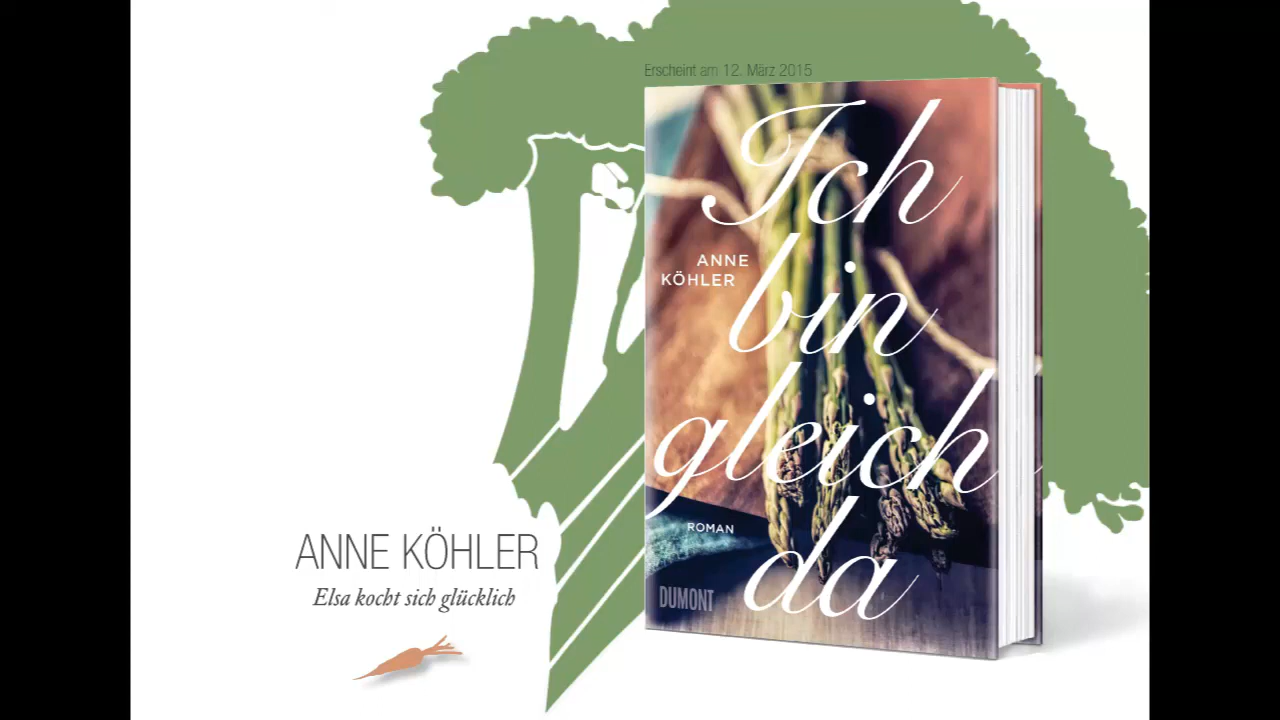 Erscheint am 12. März 2015
Ich
ANNE
KÖHLER
bin
gleich
ROMAN
da
DUMONT
ANNE KÖHLER
Elsa kocht sich glücklich